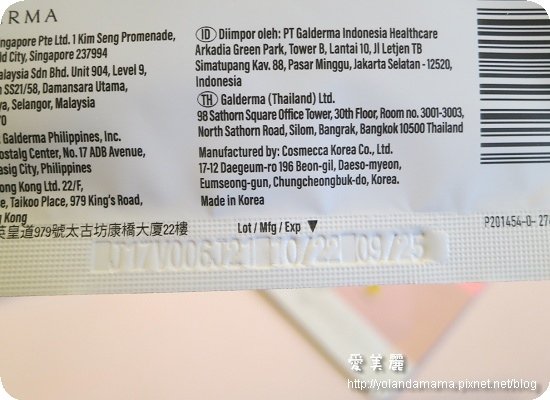 ERMA
ingapore Pte Ltd. 1 Kim Seng Promenade,
ld City, Singapore 237994
alaysia Sdn Bhd. Unit 904, Level 9,
n SS21/58, Damansara Utama,
ya, Selangor, Malaysia
70
Galderma Philippines, Inc.
ostalg Center, No. 17 ADB Avenue,
asig City, Philippines
ong Kong Ltd. 22/F,
e, Taikoo Place, 979 King's Road,
g Kong
英皇道979號太古坊康橋大廈22樓
ID Diimpor oleh: PT Galderma Indonesia Healthcare
Arkadia Green Park, Tower B, Lantai 10, Jl Letjen TB
Simatupang Kav. 88, Pasar Minggu, Jakarta Selatan - 12520,
Indonesia
TH Galderma (Thailand) Ltd.
98 Sathorn Square Office Tower, 30th Floor, Room no. 3001-3003,
North Sathorn Road, Silom, Bangrak, Bangkok 10500 Thailand
Manufactured by: Cosmecca Korea Co., Ltd.
17-12 Daegeum-ro 196 Beon-gil, Daeso-myeon,
Eumseong-gun, Chungcheongbuk-do, Korea.
Made in Korea
Lot / Mfg / Exp ▼
P201454-0- 27
10/22 09/25
愛美麗
http://yolandamama.pixnet.net/blog